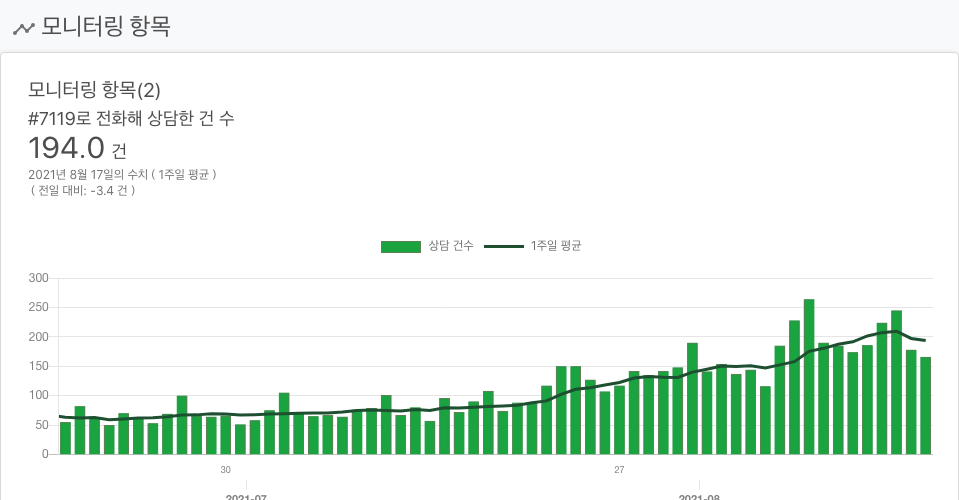 모니터링 항목
모니터링 항목(2)
#7119로 전화해 상담한 건 수
194.0 건
2021년 8월 17일의 수치 ( 1주일 평균 )
( 전일 대비: -3.4 건 )
상담 건수 1주일 평균
300
250
200
150
100
50
0
30 27
2021-07 2021-08